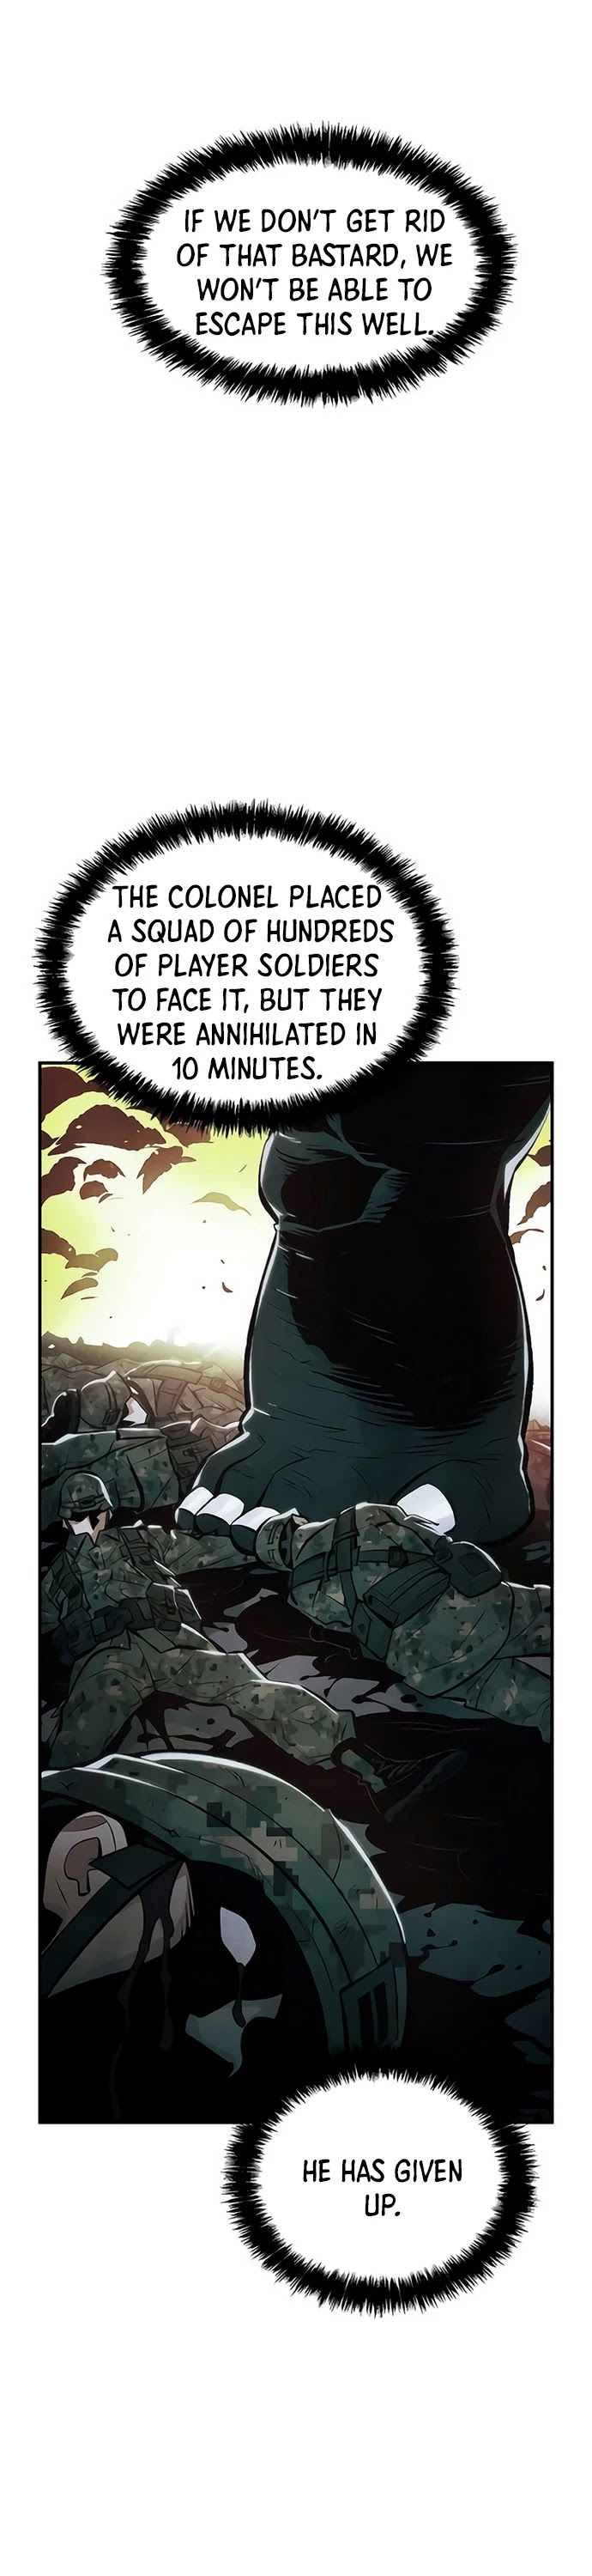 IF WE DON'T GET RID
OF THAT BASTARD, WE
WON'T BE ABLE TO
ESCAPE THIS WELL.
THE COLONEL PLACED
A SQUAD OF HUNDREDS
OF PLAYER SOLDIERS
TO FACE IT, BUT THEY
WERE ANNIHILATED IN
10 MINUTES.
HE HAS GIVEN
UP.